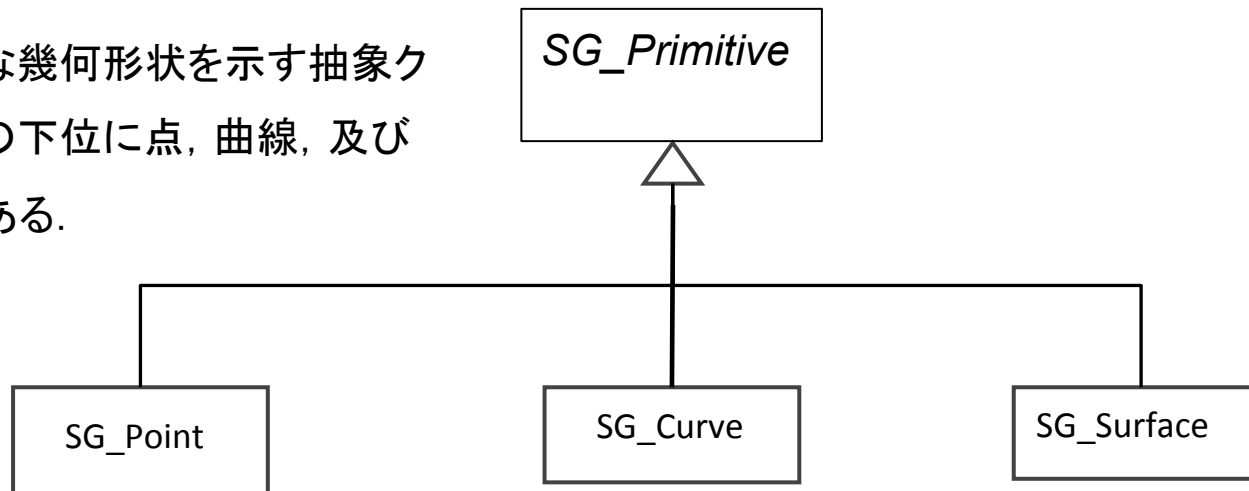 な幾何形状を示す抽象ク
の下位に点, 曲線, 及び
ある.
SG_Primitive
SG_Point
SG_Curve
SG_Surface